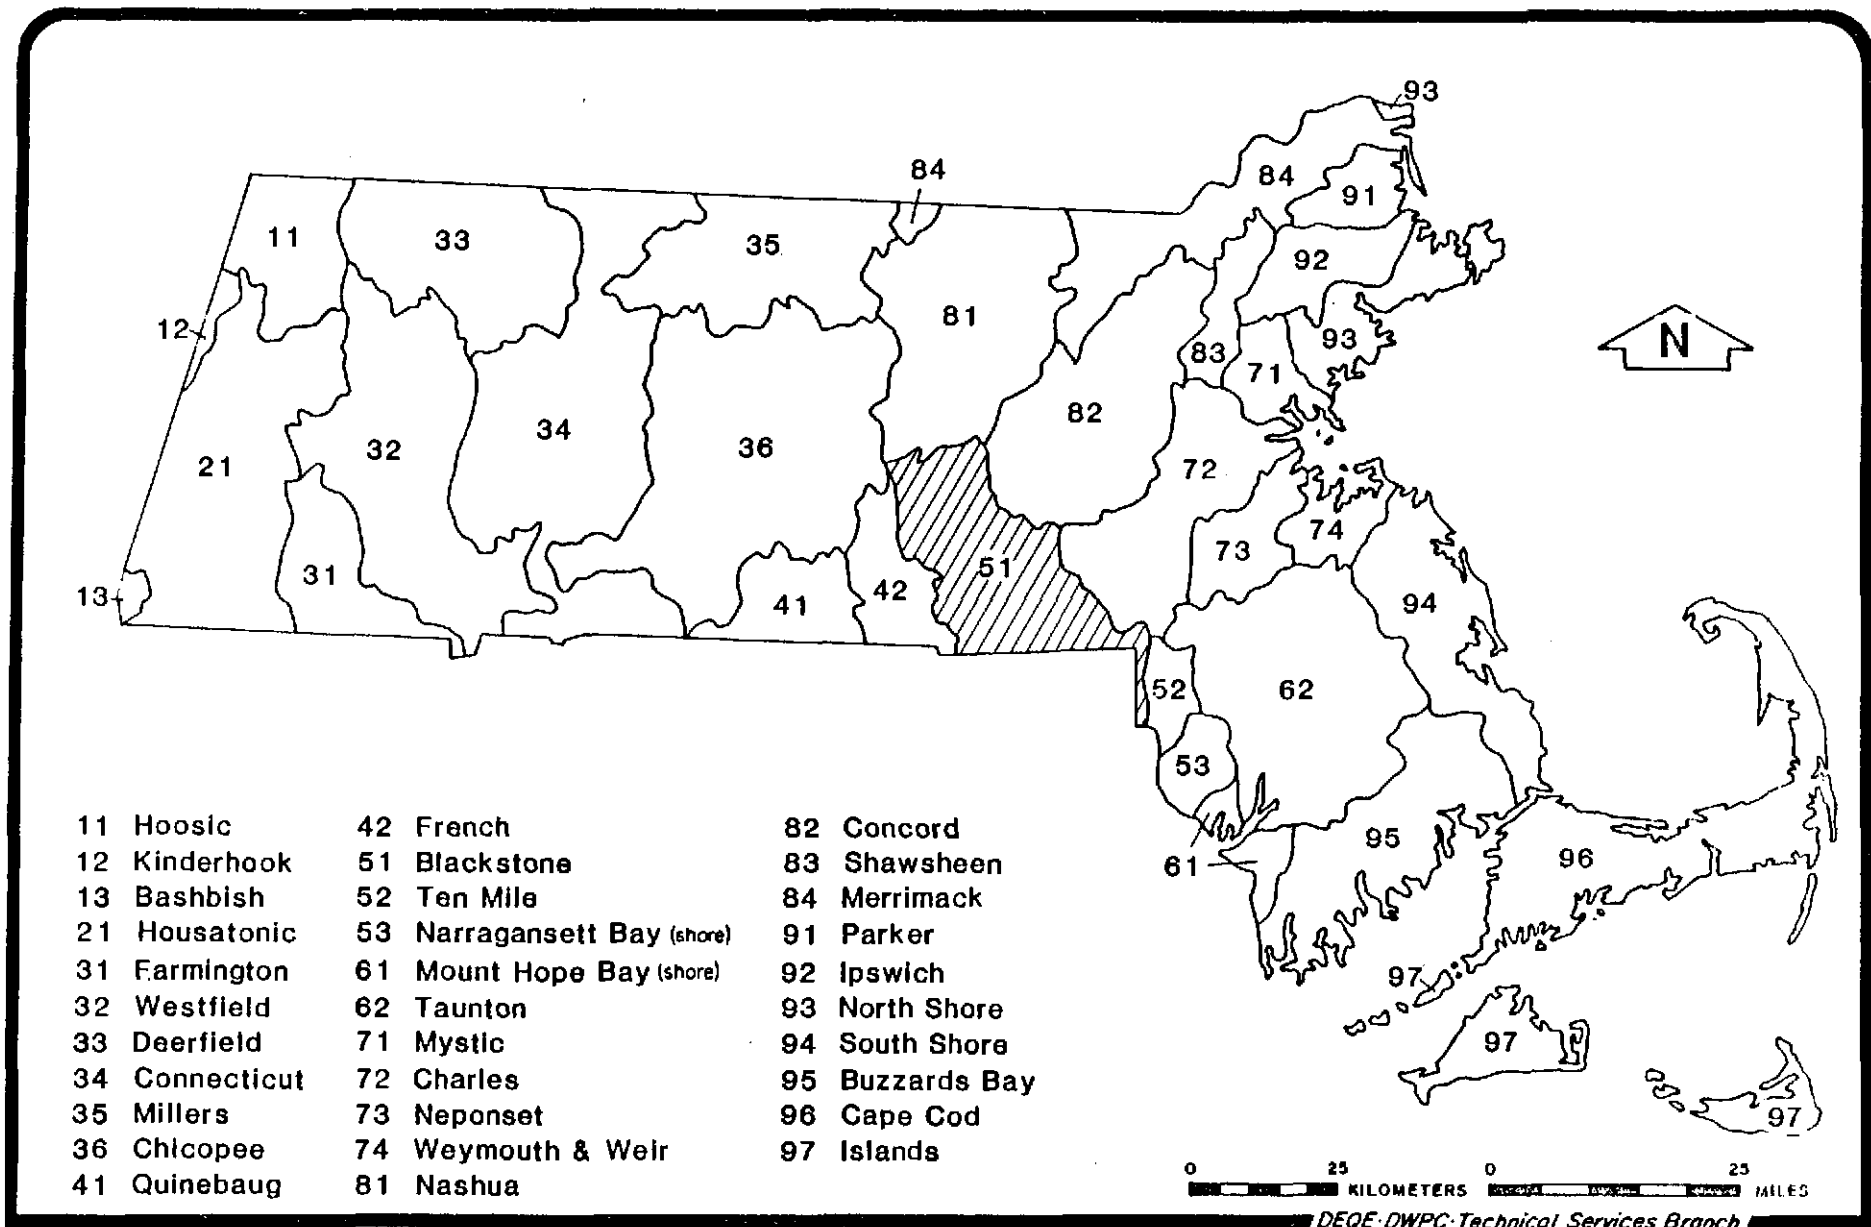 93
84
84
91
11
33
35
92
12
81
N
93
83
71
82
34
36
32
21
72
74
73
31
51
42
13
41
94
52
62
53
95
96
61
97
97
97
11 Hoosic
12 Kinderhook
13 Bashbish
21 Housatonic
31 Farmington
32 Westfield
33 Deerfield
34 Connecticut
35 Millers
36 Chicopee
41 Quinebaug
42 French
51 Blackstone
52 Ten Mile
53 Narragansett Bay (shore)
61 Mount Hope Bay (shore)
62 Taunton
71 Mystic
72 Charles
73 Neponset
74 Weymouth & Weir
81 Nashua
82 Concord
83 Shawsheen
84 Merrimack
91 Parker
92 Ipswich
93 North Shore
94 South Shore
95 Buzzards Bay
96 Cape Cod
97 Islands
0 25 KILOMETERS
0 25 MILES
DEQE·DWPC·Technical Services Branch